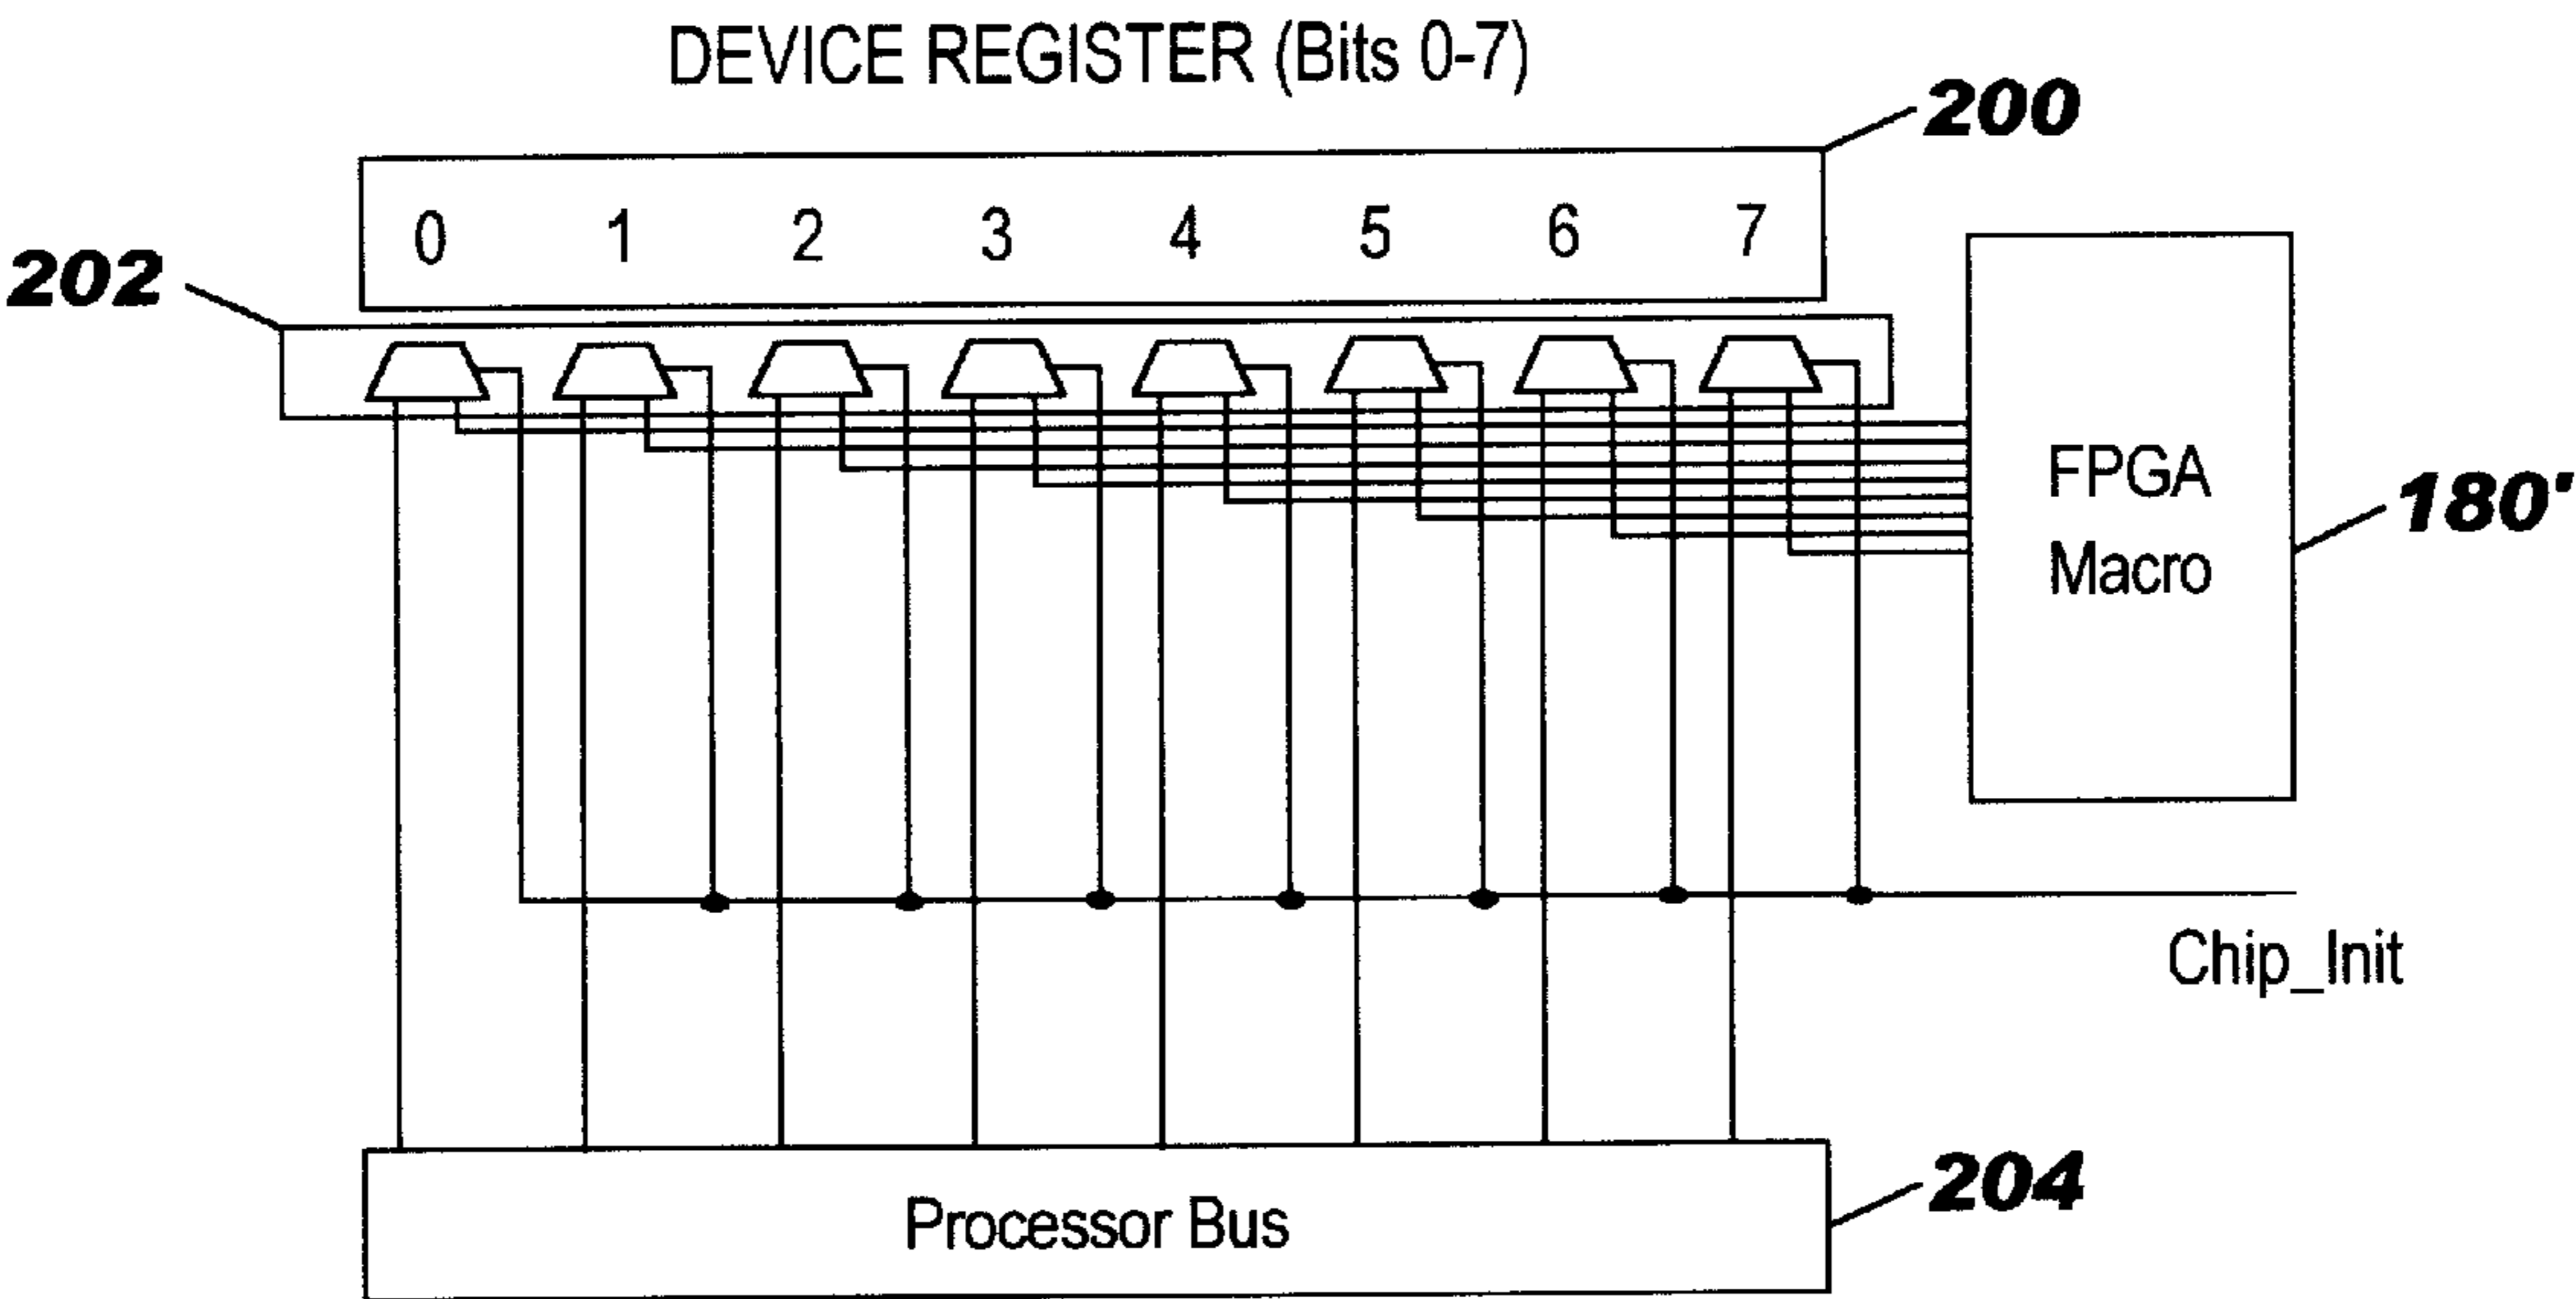 DEVICE REGISTER (Bits 0-7)
200
0 1 2 3 4 5 6 7
202
FPGA
Macro
180'
Chip_Init
Processor Bus
204